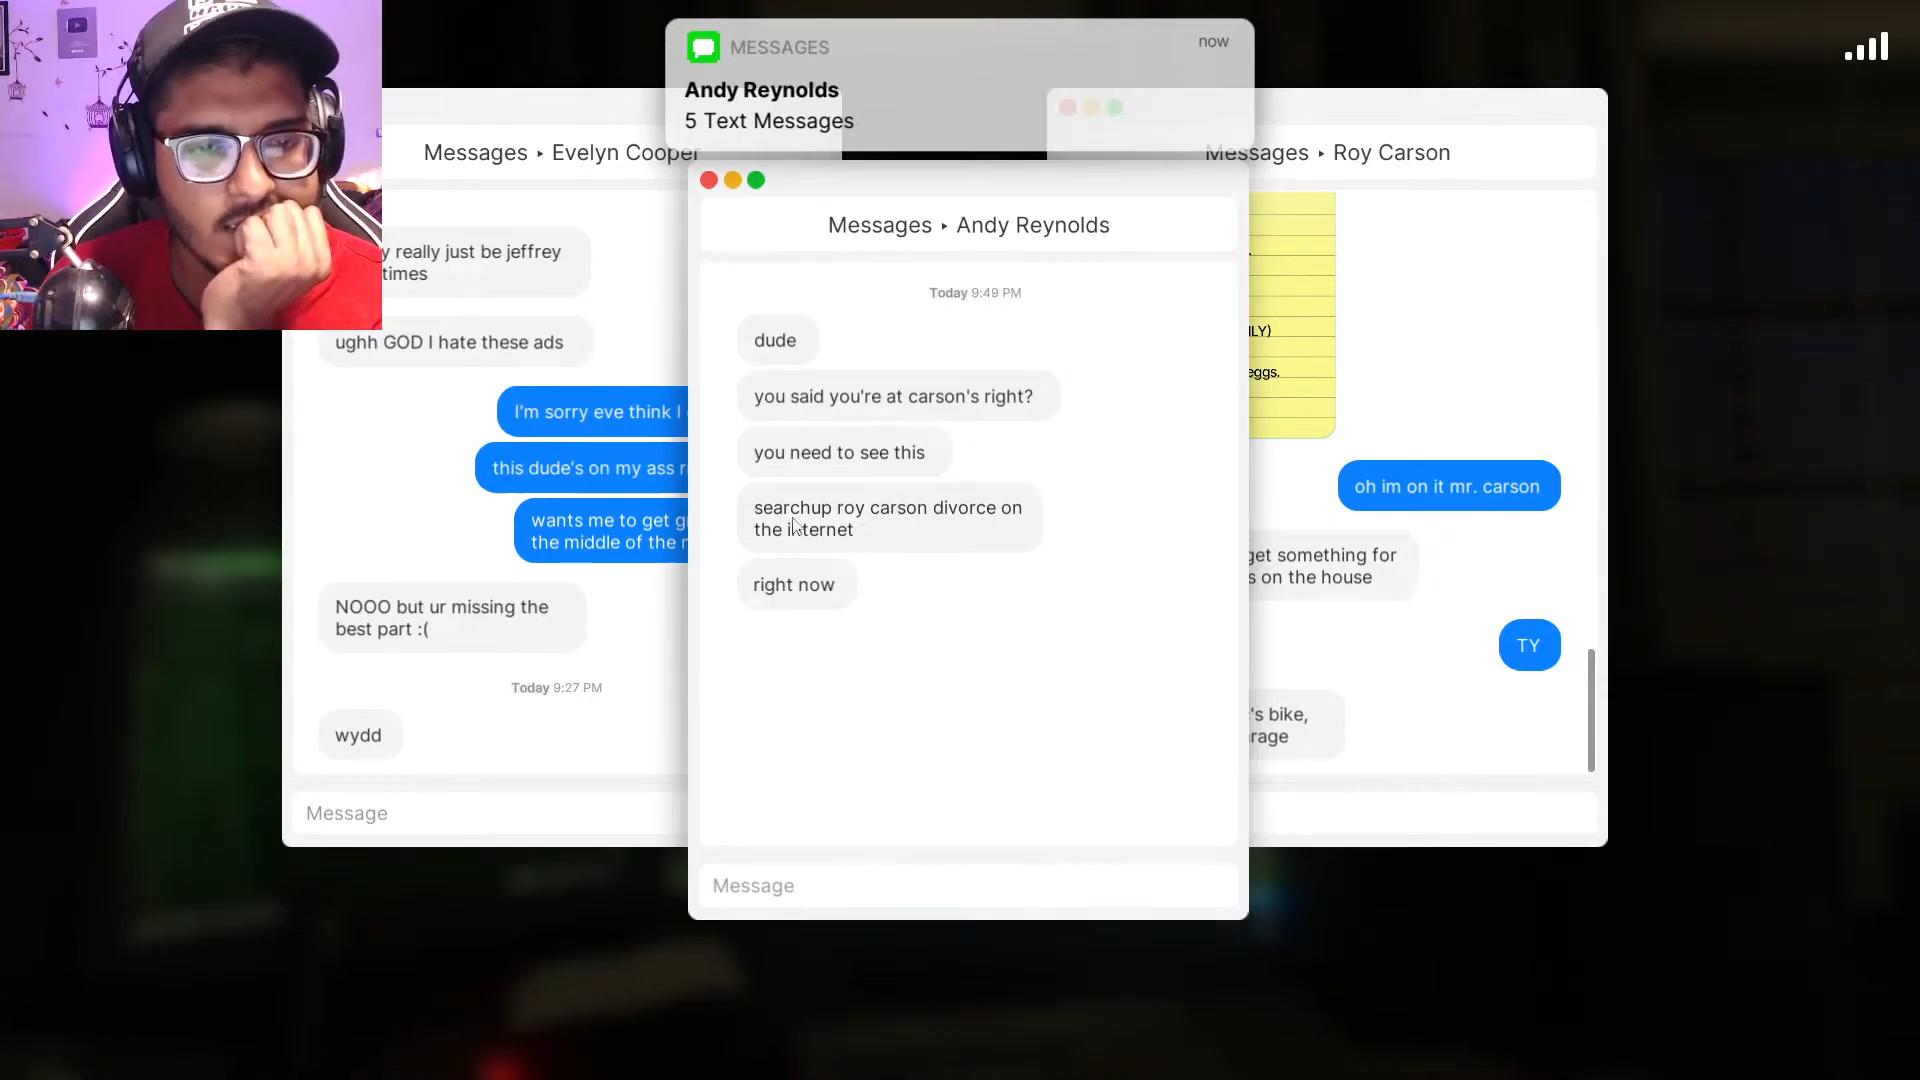 MESSAGES
now
Andy Reynolds
5 Text Messages
Messages ▸ Evelyn Cooper
really just be jeffrey
times
ughh GOD I hate these ads
I'm sorry eve think I
this dude's on my ass
wants me to get
the middle of the
NOOO but ur missing the
best part :(
Today 9:27 PM
wydd
Message
Messages ▸ Andy Reynolds
Today 9:49 PM
dude
you said you're at carson's right?
you need to see this
searchup roy carson divorce on
the internet
right now
Message
Messages ▸ Roy Carson
eggs.
oh im on it mr. carson
get something for
on the house
TY
bike,